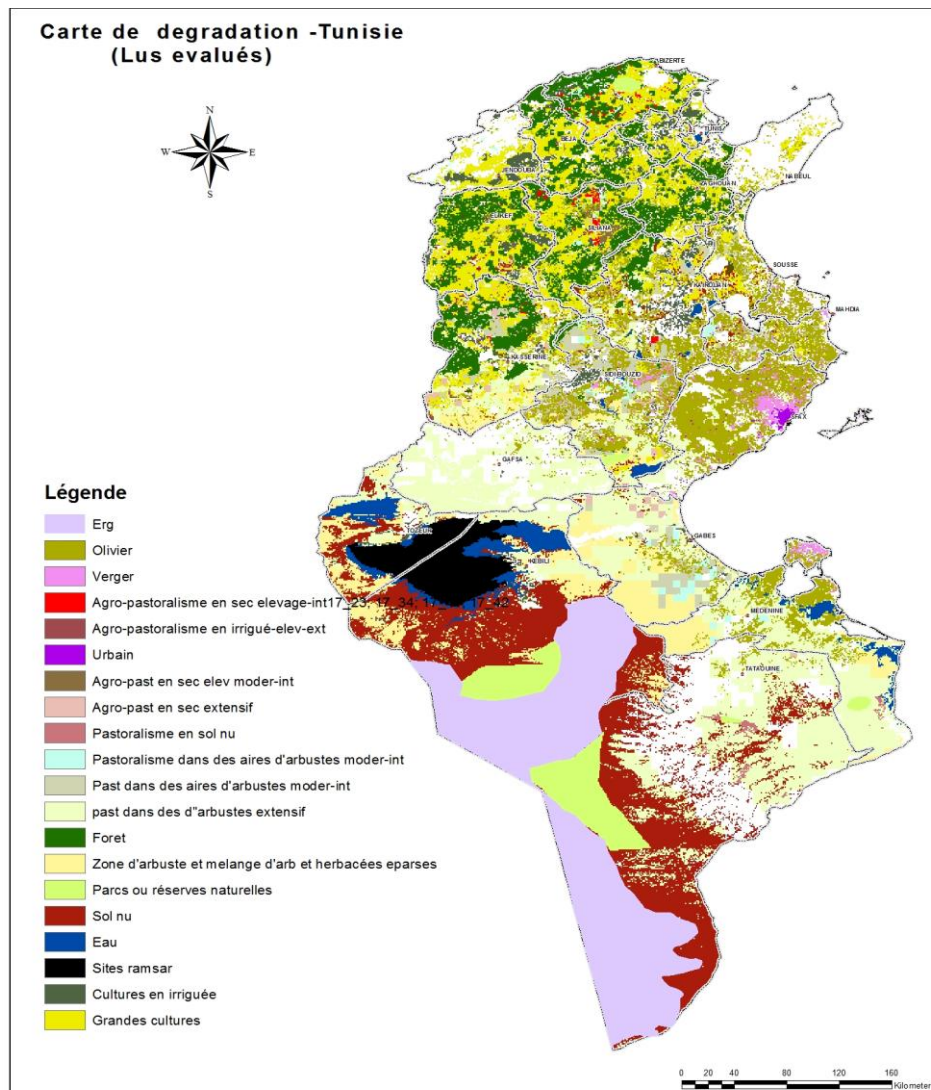 Carte de degradation -Tunisie
(Lus evalués)
N
W
E
S
BIZERTE
TUNIS
BEJA
JENDOUBA
NABEUL
ZAGHOUAN
EL KEF
SILIANA
SOUSSE
KAIROUAN
MAHDIA
KASSERINE
SIDI BOUZID
SFAX
GAFSA
TOZEUR
GABES
KEBILI
MEDENINE
TATAOUINE
Légende
Erg
Olivier
Verger
Agro-pastoralisme en sec elevage-int17_23, 17_34,
Agro-pastoralisme en irrigué-elev-ext
Urbain
Agro-past en sec elev moder-int
Agro-past en sec extensif
Pastoralisme en sol nu
Pastoralisme dans des aires d'arbustes moder-int
Past dans des aires d'arbustes moder-int
past dans des d"arbustes extensif
Foret
Zone d'arbuste et melange d'arb et herbacées eparses
Parcs ou réserves naturelles
Sol nu
Eau
Sites ramsar
Cultures en irriguée
Grandes cultures
0 20 40 80 120 160
Kilometer